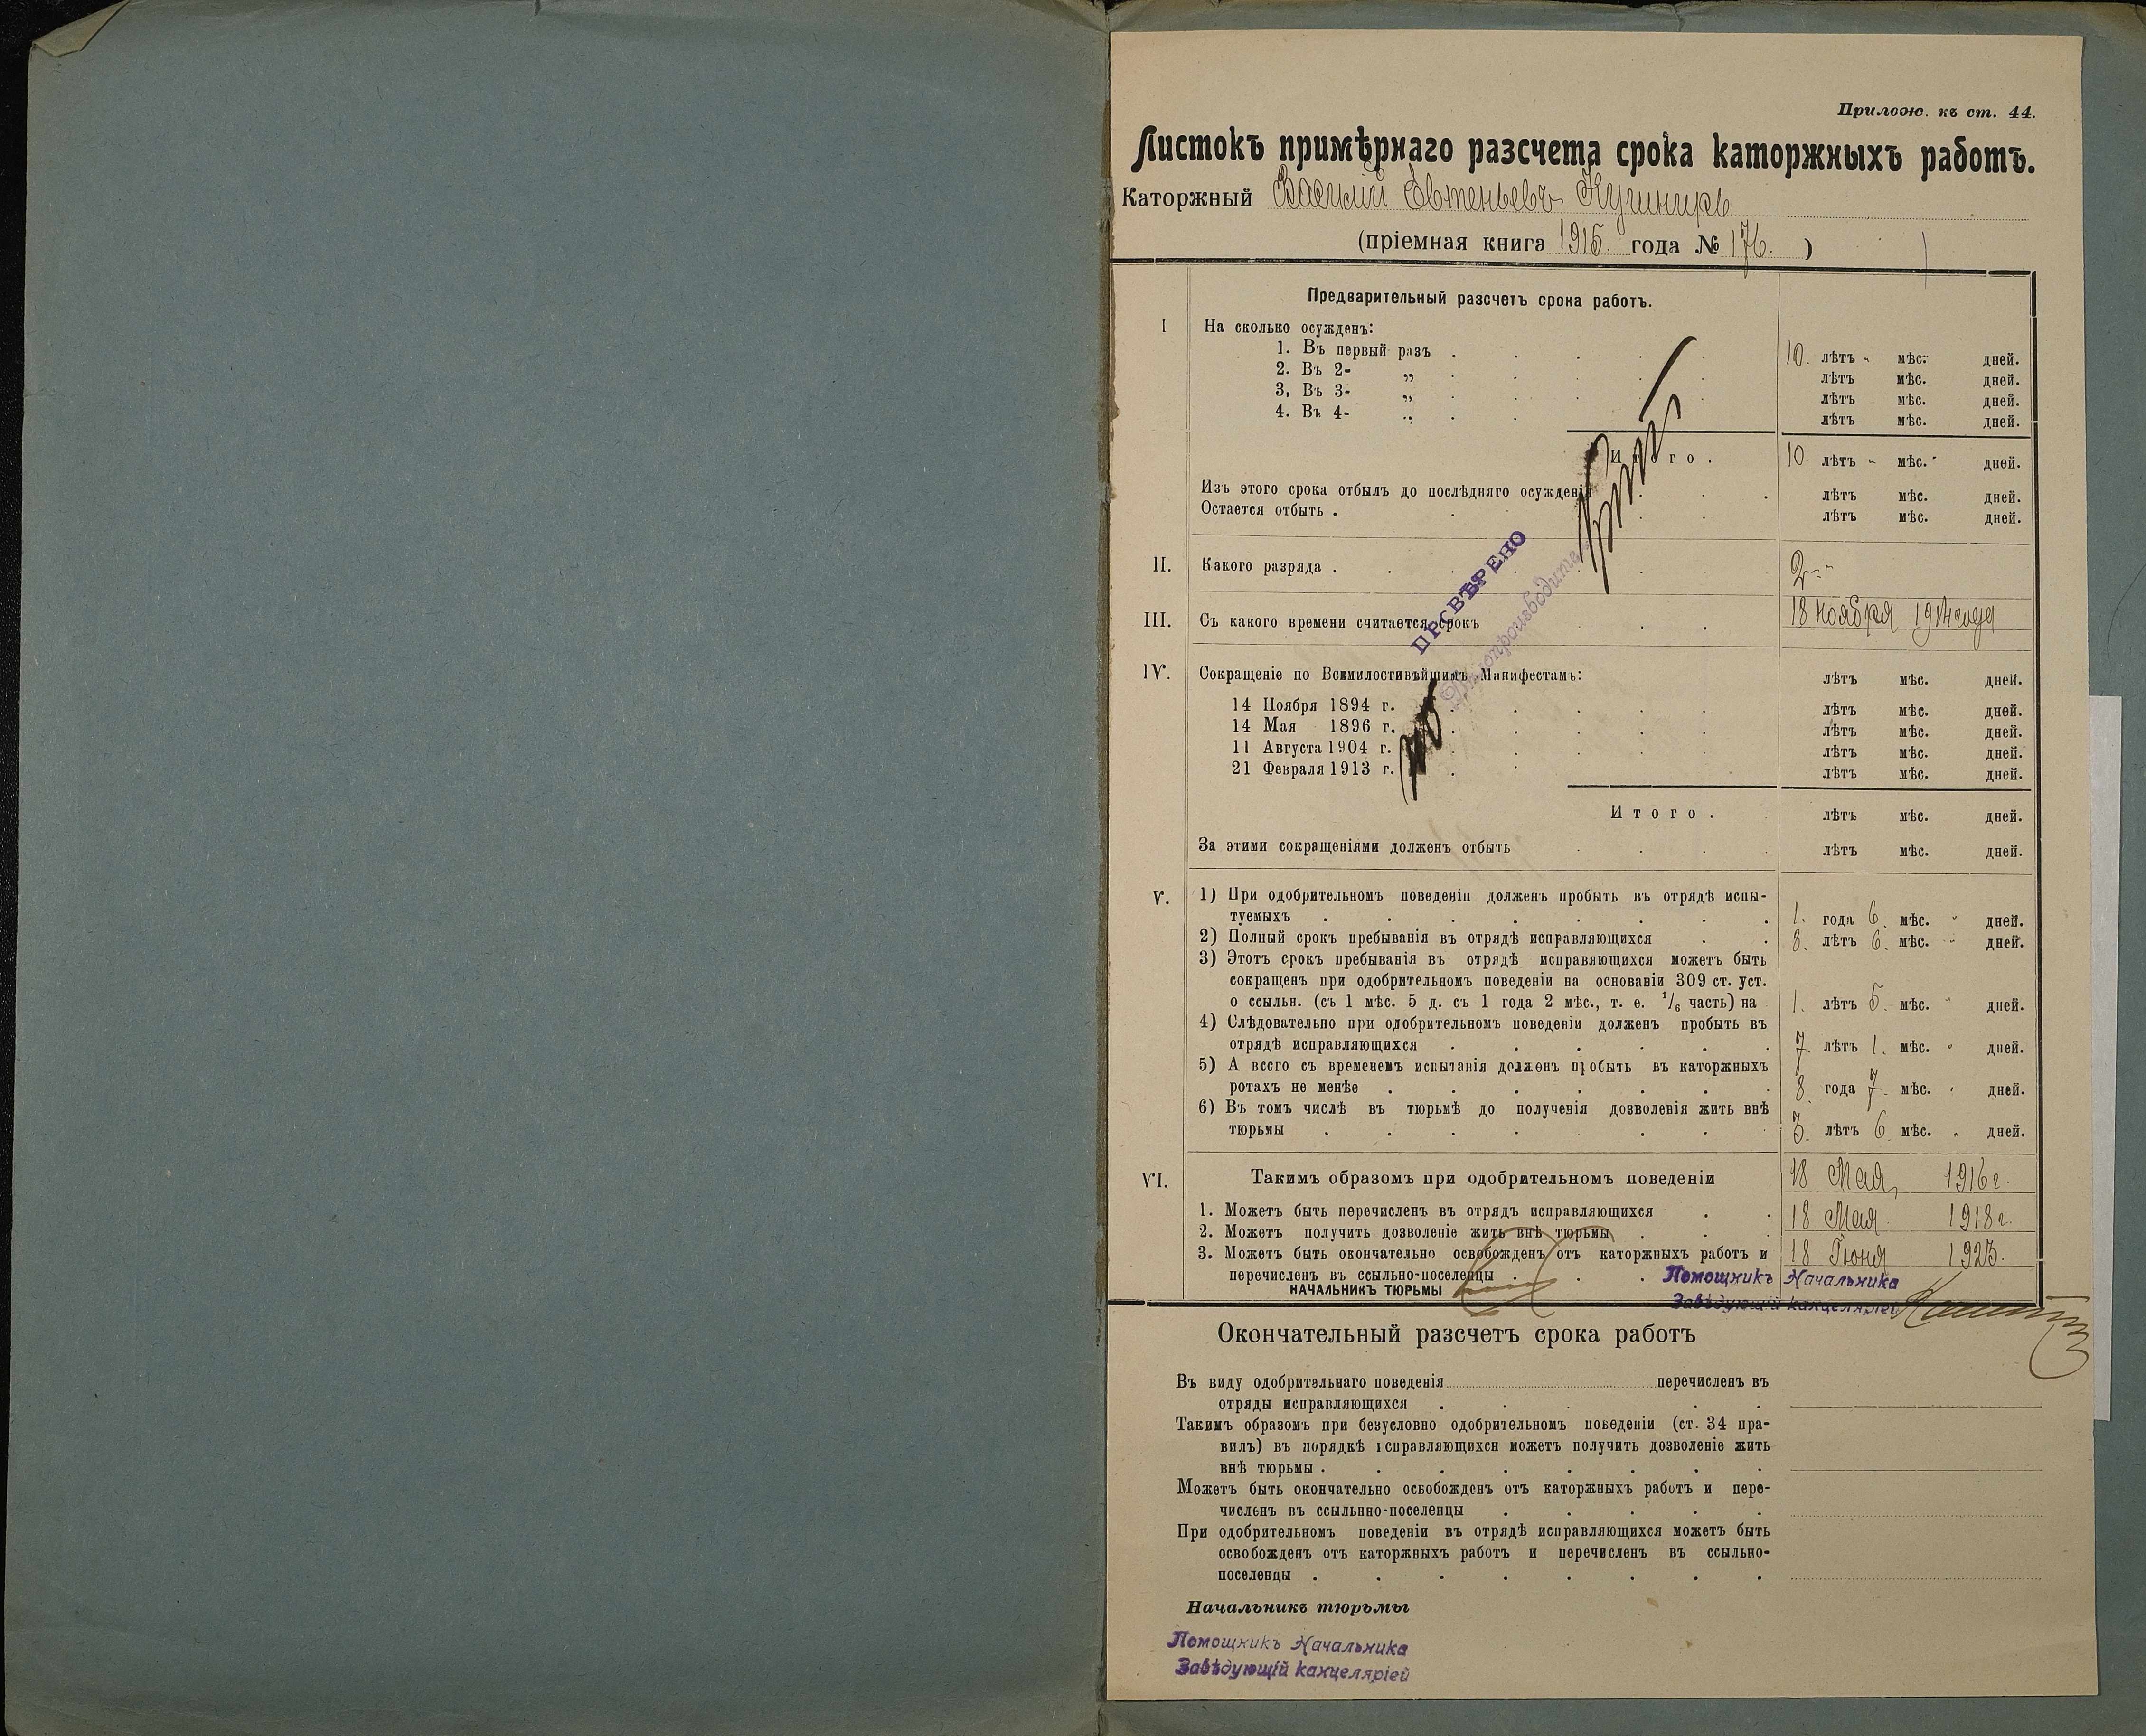 Прилож. къ ст. 44.
Листокъ примѣрнаго разсчета срока каторжныхъ работъ.
Каторжный Василій Евтеньевъ Кушниръ
(пріемная книга 1915. года № 176. )
Предварительный разсчетъ срока работъ.
I На сколько осужденъ:
1. Въ первый разъ . . . 10. лѣтъ " мѣс. дней.
2. Въ 2- „ . . лѣтъ мѣс. дней.
3, Въ 3- „ . . лѣтъ мѣс. дней.
4. Въ 4- „ . . лѣтъ мѣс. дней.
Итого. 10. лѣтъ " мѣс. " дней.
Изъ этого срока отбылъ до послѣдняго осужденія . . лѣтъ мѣс. дней.
Остается отбыть . . . лѣтъ мѣс. дней.
II. Какого разряда . . . 2--
III. Съ какого времени считается срокъ . . 18 ноября 1914 года
ПРОВѢРЕНО
Дѣлопроизводитель
IV. Сокращеніе по Всемилостивѣйшимъ Манифестамъ: лѣтъ мѣс. дней.
14 Ноября 1894 г. . . лѣтъ мѣс. дней.
14 Мая 1896 г. . . лѣтъ мѣс. дней.
11 Августа 1904 г. . . лѣтъ мѣс. дней.
21 Февраля 1913 г. . . лѣтъ мѣс. дней.
Итого. лѣтъ мѣс. дней.
За этими сокращеніями долженъ отбыть . . лѣтъ мѣс. дней.
V. 1) При одобрительномъ поведеніи долженъ пробыть въ отрядѣ испы-
туемыхъ . . . 1. года 6 мѣс. " дней.
2) Полный срокъ пребыванія въ отрядѣ исправляющихся . . 8. лѣтъ 6. мѣс. " дней.
3) Этотъ срокъ пребыванія въ отрядѣ исправяющихся можетъ быть
сокращенъ при одобрительномъ поведеніи на основаніи 309 ст. уст.
о ссыльн. (съ 1 мѣс. 5 д. съ 1 года 2 мѣс., т. е. 1/6 часть) на 1. лѣтъ 5. мѣс. " дней.
4) Слѣдовательно при одобрительномъ поведеніи долженъ пробыть въ
отрядѣ исправляющихся . . . 7. лѣтъ 1. мѣс. " дней.
5) А всего съ временемъ испытанія долженъ пробыть въ каторжныхъ
ротахъ не менѣе . . . 8. года 7. мѣс. " дней.
6) Въ томъ числѣ въ тюрьмѣ до полученія дозволенія жить внѣ
тюрьмы . . . 3. лѣтъ 6. мѣс. " дней.
VI. Такимъ образомъ при одобрительномъ поведеніи 18 Мая, 1916 г.
1. Можетъ быть перечисленъ въ отрядъ исправляющихся . . 18 Мая. 1918 г.
2. Можетъ получить дозволеніе жить внѣ тюрьмы . . .
3. Можетъ быть окончательно освобожденъ отъ каторжныхъ работъ и 18 Іюня 1923.
перечисленъ въ ссыльно-поселенцы . . . Помощникъ Начальника
НАЧАЛЬНИКЪ ТЮРЬМЫ Завѣдующій канцеляріей
Окончательный разсчетъ срока работъ
Въ виду одобрительнаго поведенія перечисленъ въ
отряды исправляющихся . . .
Такимъ образомъ при безусловно одобрительномъ поведеніи (ст. 34 пра-
вилъ) въ порядкѣ исправляющихся можетъ получить дозволеніе жить
внѣ тюрьмы . . . .
Можетъ быть окончательно освобожденъ отъ каторжныхъ работъ и пере-
численъ въ ссыльнно-поселенцы . . .
При одобрительномъ поведеніи въ отрядѣ исправляющихся можетъ быть
освобожденъ отъ каторжныхъ работъ и перечисленъ въ ссыльно-
поселенцы . . . .
Начальникъ тюрьмы
Помощникъ Начальника
Завѣдующій канцеляріей